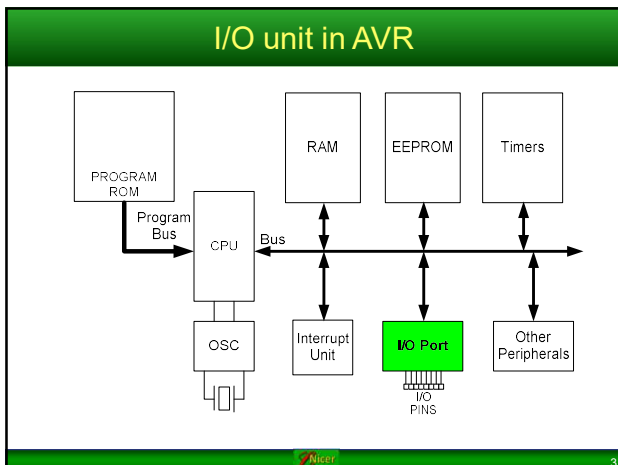 I/O unit in AVR
RAM
EEPROM
Timers
PROGRAM
ROM
Program
Bus
CPU
Bus
OSC
Interrupt
Unit
I/O Port
Other
Peripherals
I/O
PINS
Nicer
3